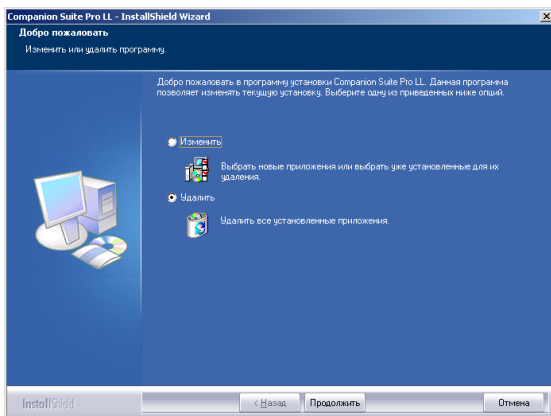 Companion Suite Pro LL - InstallShield Wizard
Добро пожаловать
Изменить или удалить программу.
Добро пожаловать в программу установки Companion Suite Pro LL. Данная программа
позволяет изменять текущую установку. Выберите одну из приведенных ниже опций.
Изменить
Выбрать новые приложения или выбрать уже установленные для их
удаления.
Удалить
Удалить все установленные приложения.
InstallShield
< Назад
Продолжить
Отмена